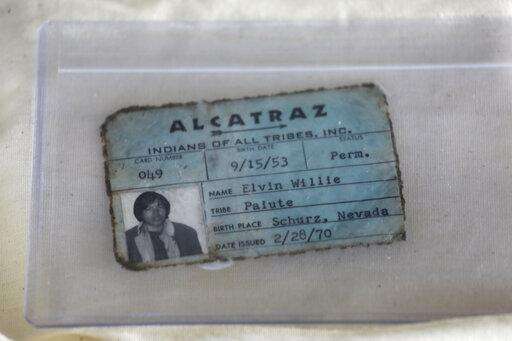 ALCATRAZ
INDIANS OF ALL TRIBES, INC.
CARD NUMBER BIRTH DATE STATUS
049 9/15/53 Perm.
NAME Elvin Willie
TRIBE Paiute
BIRTH PLACE Schurz, Nevada
DATE ISSUED 2/28/70